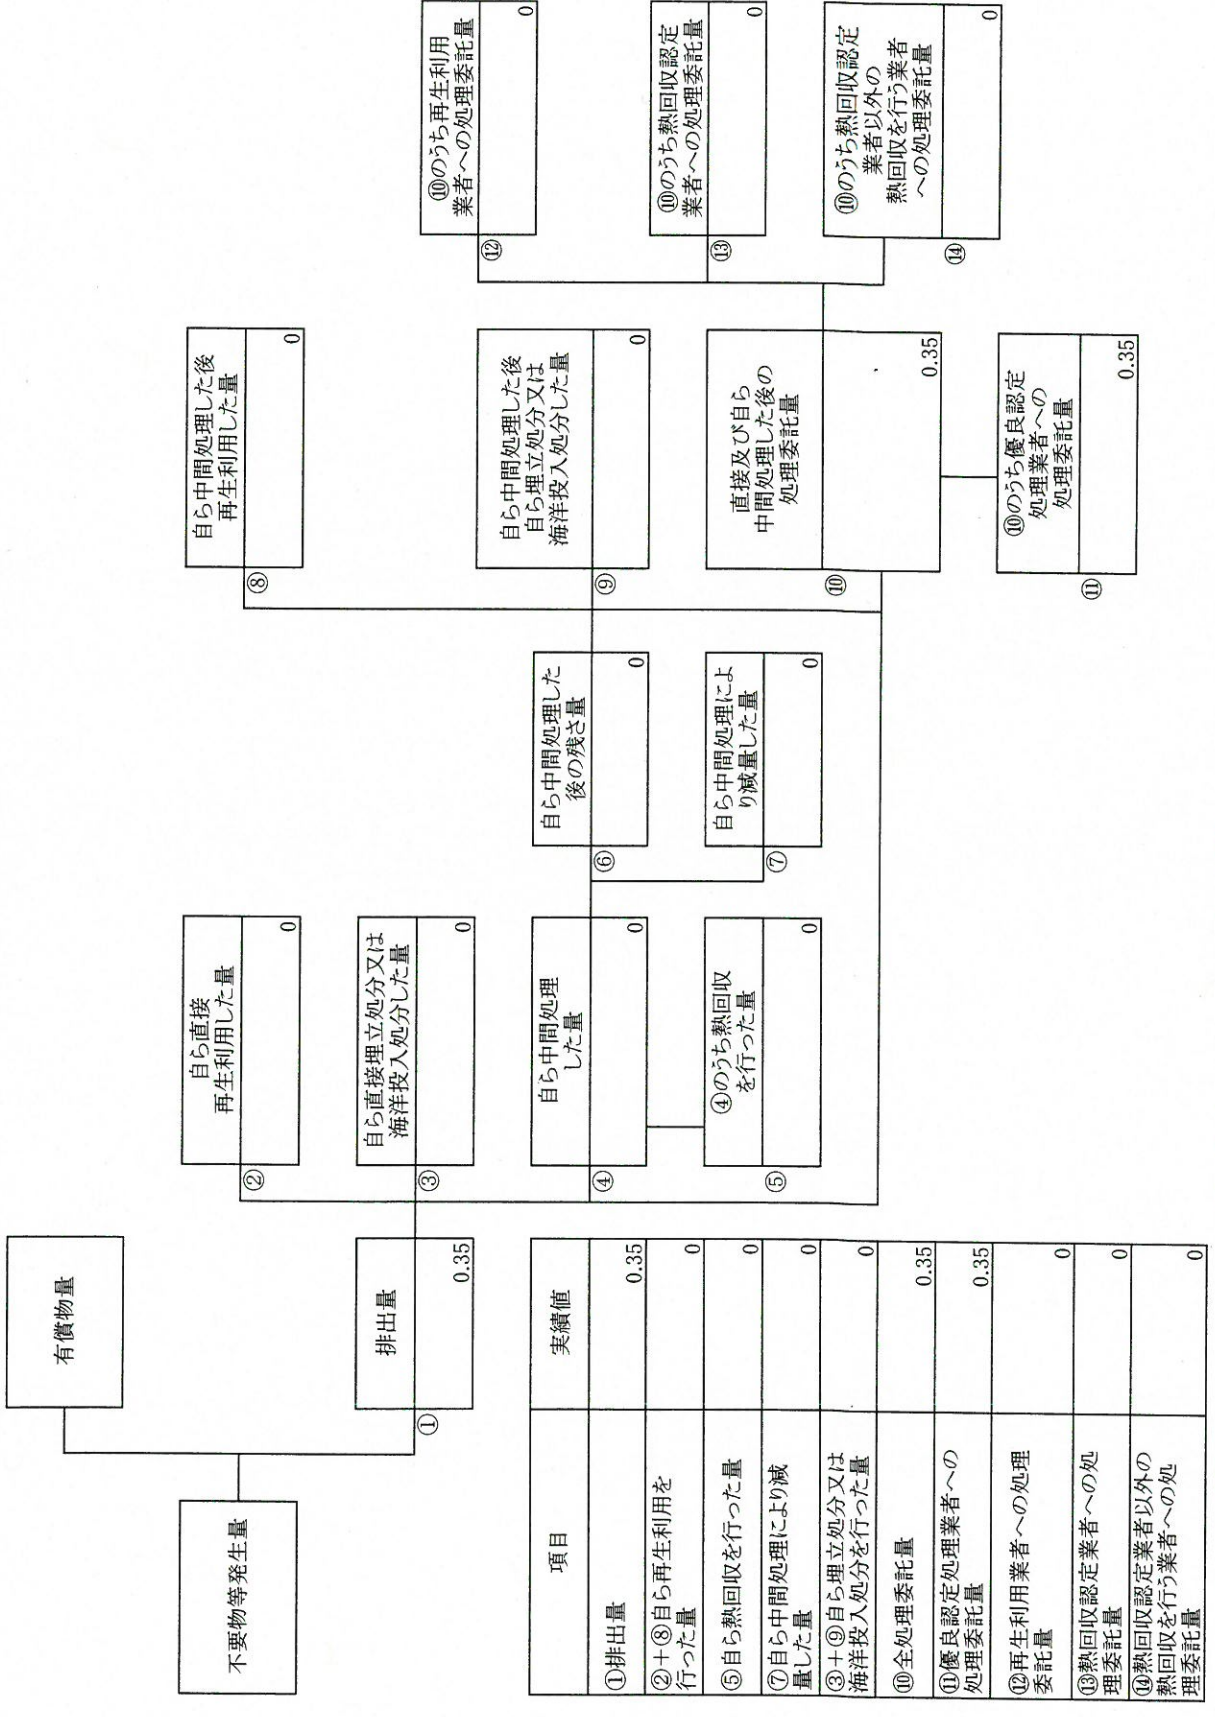 不要物等発生量
有償物量
①
排出量
0.35
②
自ら直接
再生利用した量
0
③
自ら直接埋立処分又は
海洋投入処分した量
0
④
自ら中間処理
した量
0
⑤
④のうち熱回収
を行った量
0
⑥
自ら中間処理した
後の残さ量
0
⑦
自ら中間処理によ
り減量した量
0
⑧
自ら中間処理した後
再生利用した量
0
⑨
自ら中間処理した後
自ら埋立処分又は
海洋投入処分した量
0
⑩
直接及び自ら
中間処理した後の
処理委託量
0.35
⑪
⑩のうち優良認定
処理業者への
処理委託量
0.35
⑫
⑩のうち再生利用
業者への処理委託量
0
⑬
⑩のうち熱回収認定
業者への処理委託量
0
⑭
⑩のうち熱回収認定
業者以外の
熱回収を行う業者
への処理委託量
0
項目 実績値
①排出量 0.35
②+⑧自ら再生利用を
行った量 0
⑤自ら熱回収を行った量 0
⑦自ら中間処理により減
量した量 0
③+⑨自ら埋立処分又は
海洋投入処分を行った量 0
⑩全処理委託量 0.35
⑪優良認定処理業者への
処理委託量 0.35
⑫再生利用業者への処理
委託量 0
⑬熱回収認定業者への処
理委託量 0
⑭熱回収認定業者以外の
熱回収を行う業者への処
理委託量 0